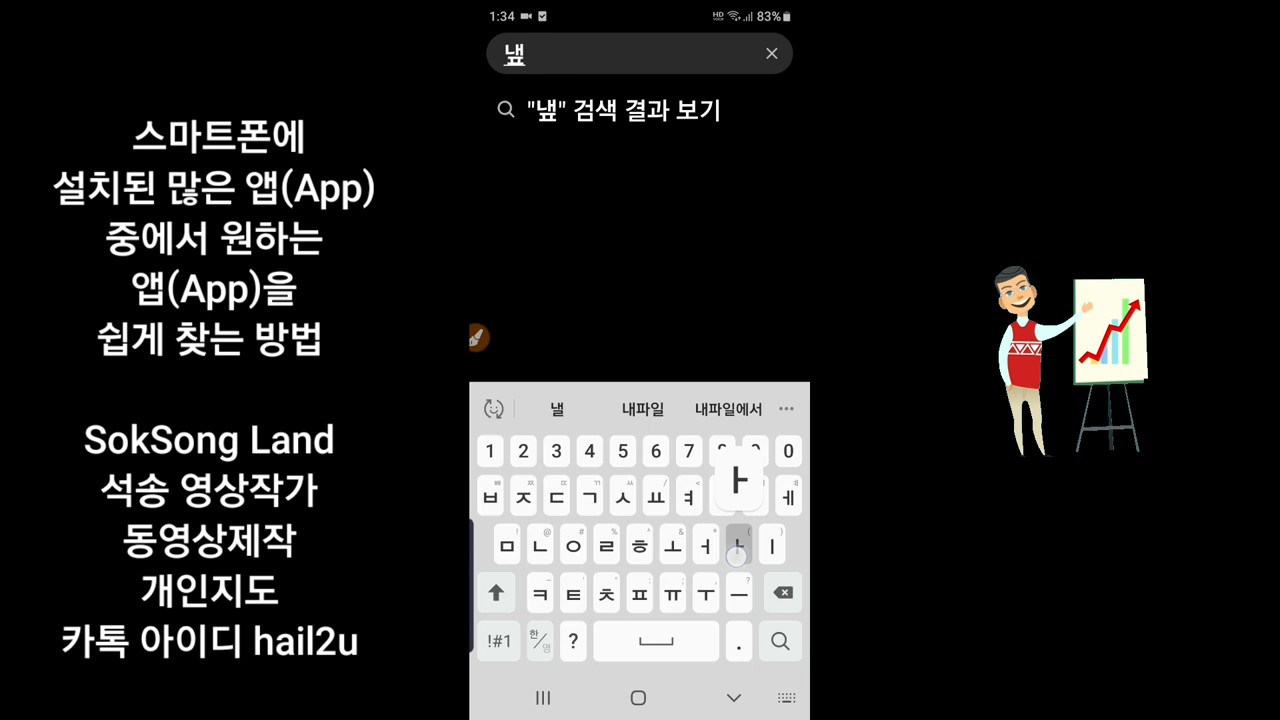 스마트폰에
설치된 많은 앱(App)
중에서 원하는
앱(App)을
쉽게 찾는 방법
SokSong Land
석송 영상작가
동영상제작
개인지도
카톡 아이디 hail2u
1:34 83%
냎
"냎" 검색 결과 보기
낼 내파일 내파일에서
1 2 3 4 5 6 7 0
ㅂ ㅈ ㄷ ㄱ ㅅ ㅛ ㅕ ㅏ ㅔ
ㅁ ㄴ ㅇ ㄹ ㅎ ㅗ ㅓ ㅏ ㅣ
ㅋ ㅌ ㅊ ㅍ ㅠ ㅜ ㅡ
!#1 한/영 ? .